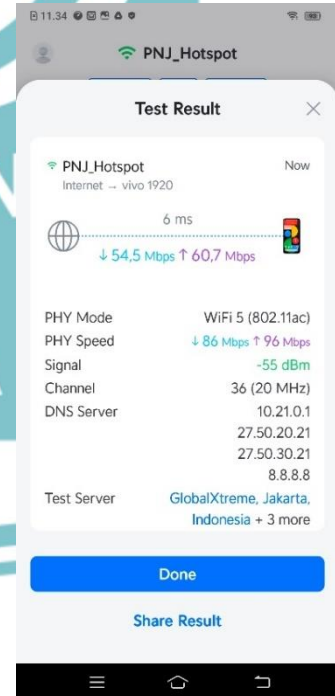 11.34
PNJ_Hotspot
Test Result
PNJ_Hotspot Now
Internet → vivo 1920
6 ms
↓ 54,5 Mbps ↑ 60,7 Mbps
PHY Mode WiFi 5 (802.11ac)
PHY Speed ↓ 86 Mbps ↑ 96 Mbps
Signal -55 dBm
Channel 36 (20 MHz)
DNS Server 10.21.0.1
27.50.20.21
27.50.30.21
8.8.8.8
Test Server GlobalXtreme, Jakarta,
Indonesia + 3 more
Done
Share Result